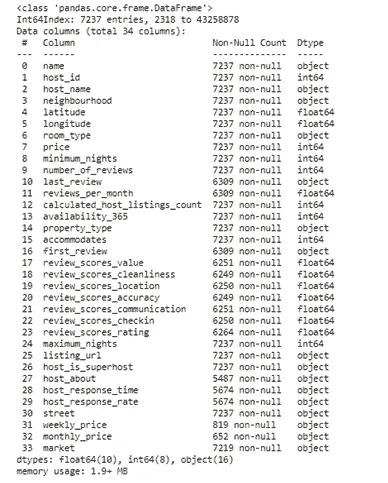 <class 'pandas.core.frame.DataFrame'>
Int64Index: 7237 entries, 2318 to 43258878
Data columns (total 34 columns):
 #   Column                          Non-Null Count  Dtype
---  ------                          --------------  -----
 0   name                            7237 non-null   object
 1   host_id                         7237 non-null   int64
 2   host_name                       7237 non-null   object
 3   neighbourhood                   7237 non-null   object
 4   latitude                        7237 non-null   float64
 5   longitude                       7237 non-null   float64
 6   room_type                       7237 non-null   object
 7   price                           7237 non-null   int64
 8   minimum_nights                  7237 non-null   int64
 9   number_of_reviews               7237 non-null   int64
 10  last_review                     6309 non-null   object
 11  reviews_per_month               6309 non-null   float64
 12  calculated_host_listings_count  7237 non-null   int64
 13  availability_365                7237 non-null   int64
 14  property_type                   7237 non-null   object
 15  accommodates                    7237 non-null   int64
 16  first_review                    6309 non-null   object
 17  review_scores_value             6251 non-null   float64
 18  review_scores_cleanliness       6249 non-null   float64
 19  review_scores_location          6250 non-null   float64
 20  review_scores_accuracy          6249 non-null   float64
 21  review_scores_communication     6251 non-null   float64
 22  review_scores_checkin           6250 non-null   float64
 23  review_scores_rating            6264 non-null   float64
 24  maximum_nights                  7237 non-null   int64
 25  listing_url                     7237 non-null   object
 26  host_is_superhost               7237 non-null   object
 27  host_about                      5487 non-null   object
 28  host_response_time              5674 non-null   object
 29  host_response_rate              5674 non-null   object
 30  street                          7237 non-null   object
 31  weekly_price                    819 non-null    object
 32  monthly_price                   652 non-null    object
 33  market                          7219 non-null   object
dtypes: float64(10), int64(8), object(16)
memory usage: 1.9+ MB